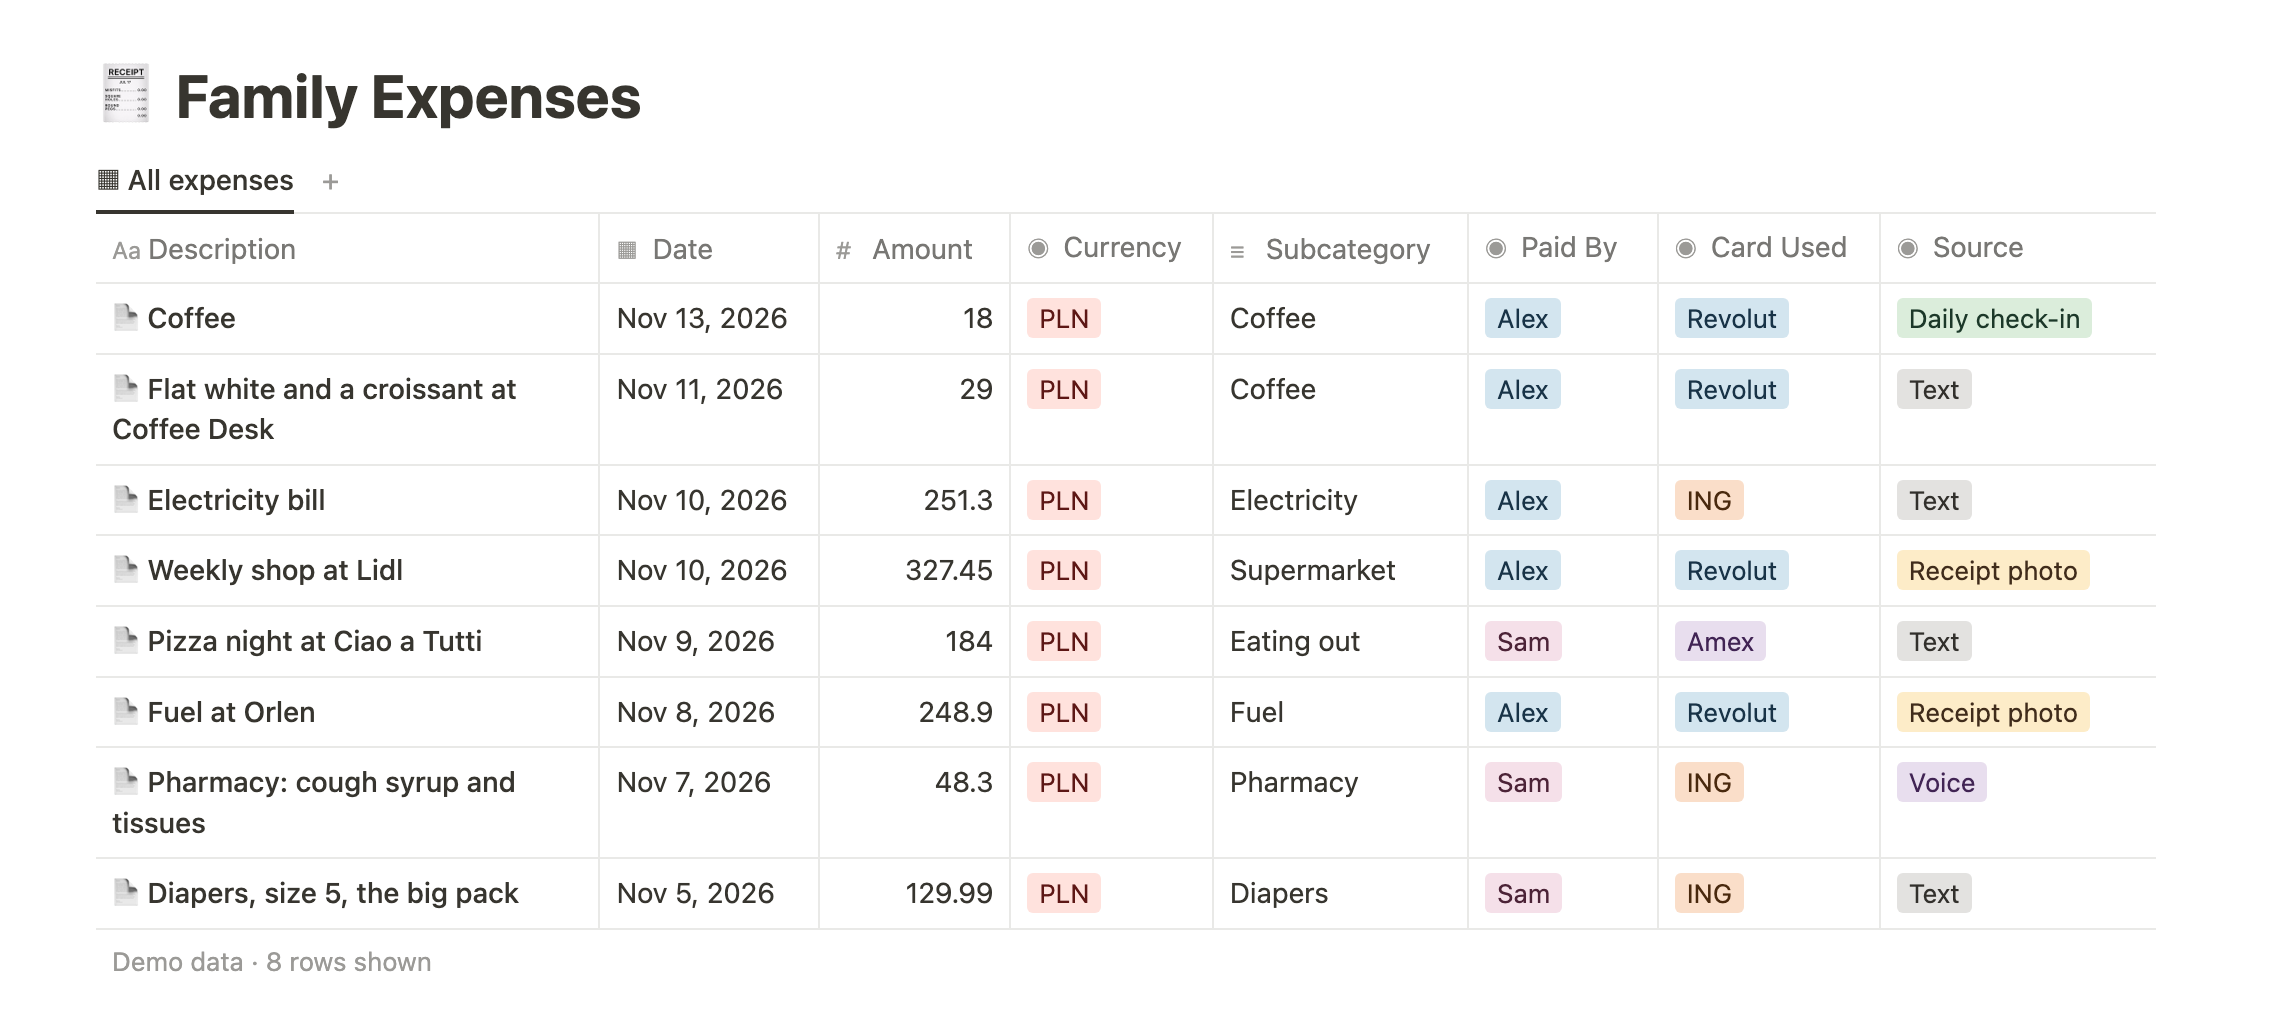 RECEIPT
Family Expenses
All expenses +
Aa Description Date # Amount Currency Subcategory Paid By Card Used Source
Coffee Nov 13, 2026 18 PLN Coffee Alex Revolut Daily check-in
Flat white and a croissant at Nov 11, 2026 29 PLN Coffee Alex Revolut Text
Coffee Desk
Electricity bill Nov 10, 2026 251.3 PLN Electricity Alex ING Text
Weekly shop at Lidl Nov 10, 2026 327.45 PLN Supermarket Alex Revolut Receipt photo
Pizza night at Ciao a Tutti Nov 9, 2026 184 PLN Eating out Sam Amex Text
Fuel at Orlen Nov 8, 2026 248.9 PLN Fuel Alex Revolut Receipt photo
Pharmacy: cough syrup and Nov 7, 2026 48.3 PLN Pharmacy Sam ING Voice
tissues
Diapers, size 5, the big pack Nov 5, 2026 129.99 PLN Diapers Sam ING Text
Demo data · 8 rows shown